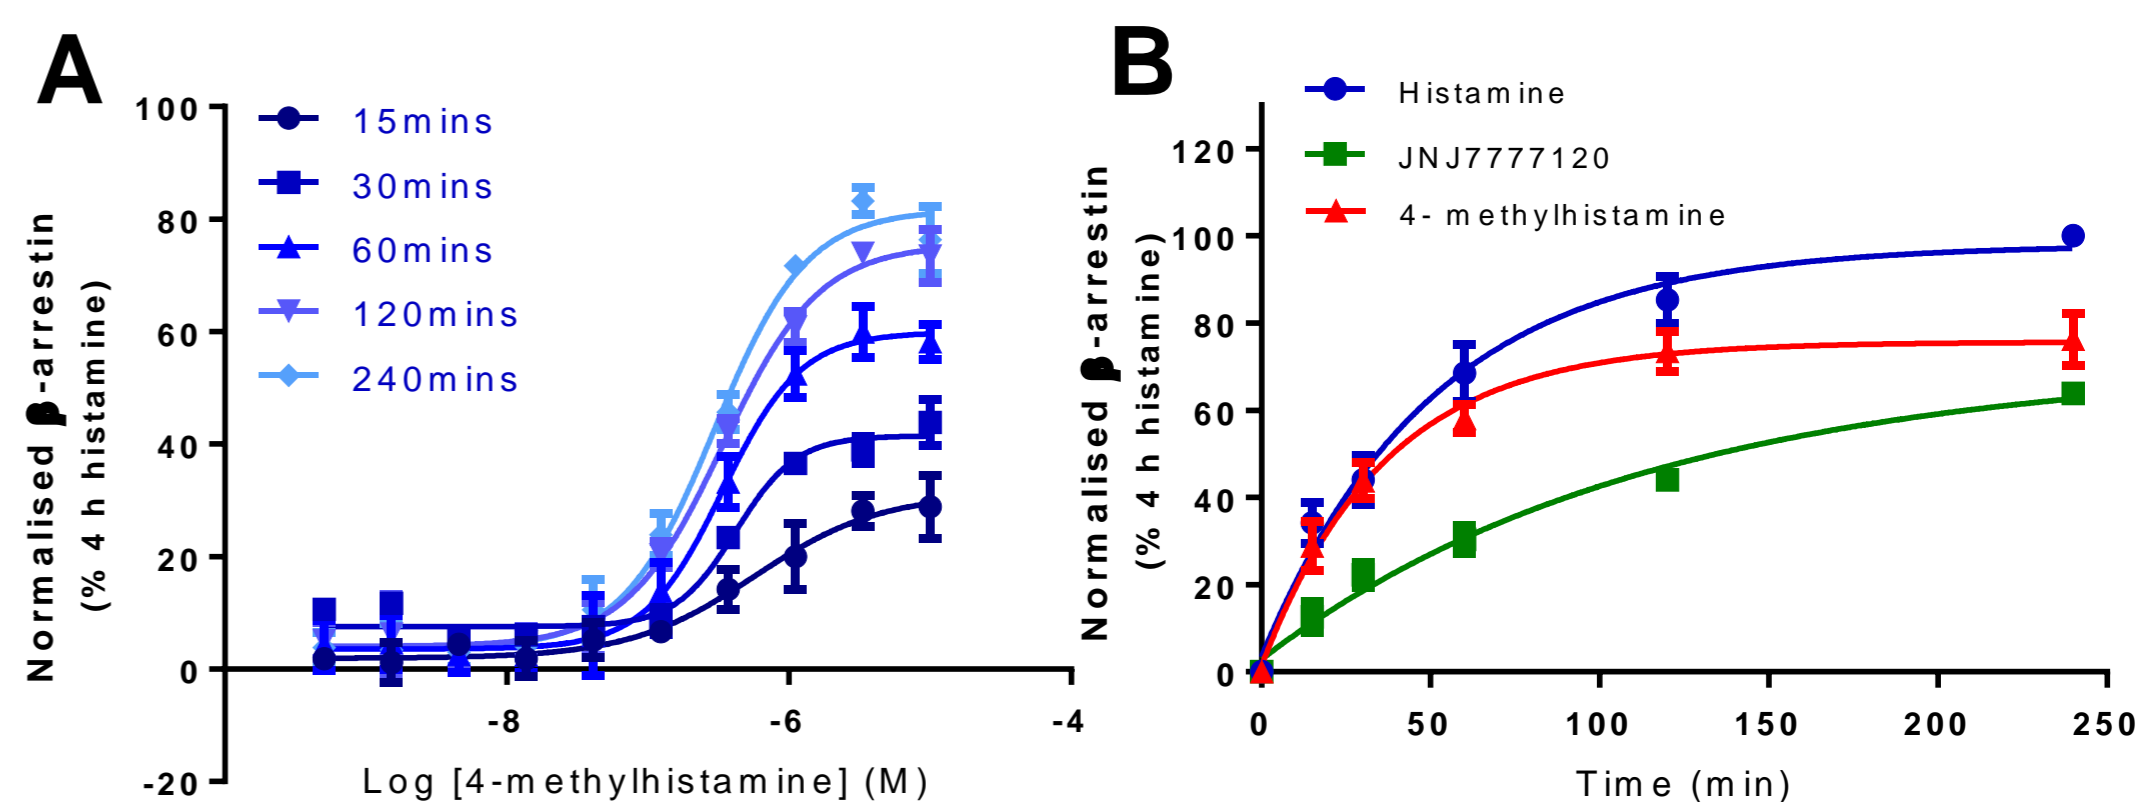 A
Normalised β-arrestin
(% 4 h histamine)
100
80
60
40
20
0
-20
15mins
30mins
60mins
120mins
240mins
-8
-6
-4
Log [4-methylhistamine] (M)
B
Normalised β-arrestin
(% 4 h histamine)
120
100
80
60
40
20
0
Histamine
JNJ7777120
4- methylhistamine
0
50
100
150
200
250
Time (min)